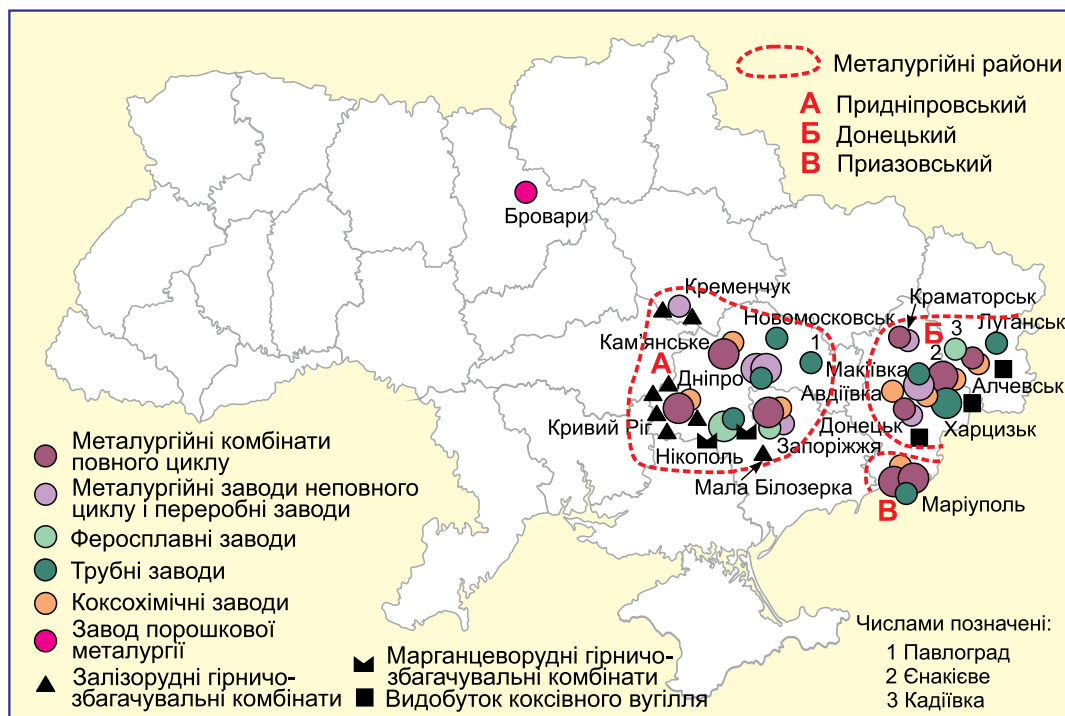 Металургійні райони
А Придніпровський
Б Донецький
В Приазовський
Бровари
Кременчук
Краматорськ
Новомосковськ
Луганськ
Кам'янське
1
3
Б
2
А
Дніпро
Макіївка
Авдіївка
Алчевськ
Кривий Ріг
Донецьк
Харцизьк
Нікополь
Запоріжжя
Мала Білозерка
В
Маріуполь
Металургійні комбінати
повного циклу
Металургійні заводи неповного
циклу і переробні заводи
Феросплавні заводи
Трубні заводи
Коксохімічні заводи
Завод порошкової
металургії
Залізорудні гірничо-
збагачувальні комбінати
Марганцеворудні гірничо-
збагачувальні комбінати
Видобуток коксівного вугілля
Числами позначені:
1 Павлоград
2 Єнакієве
3 Кадіївка